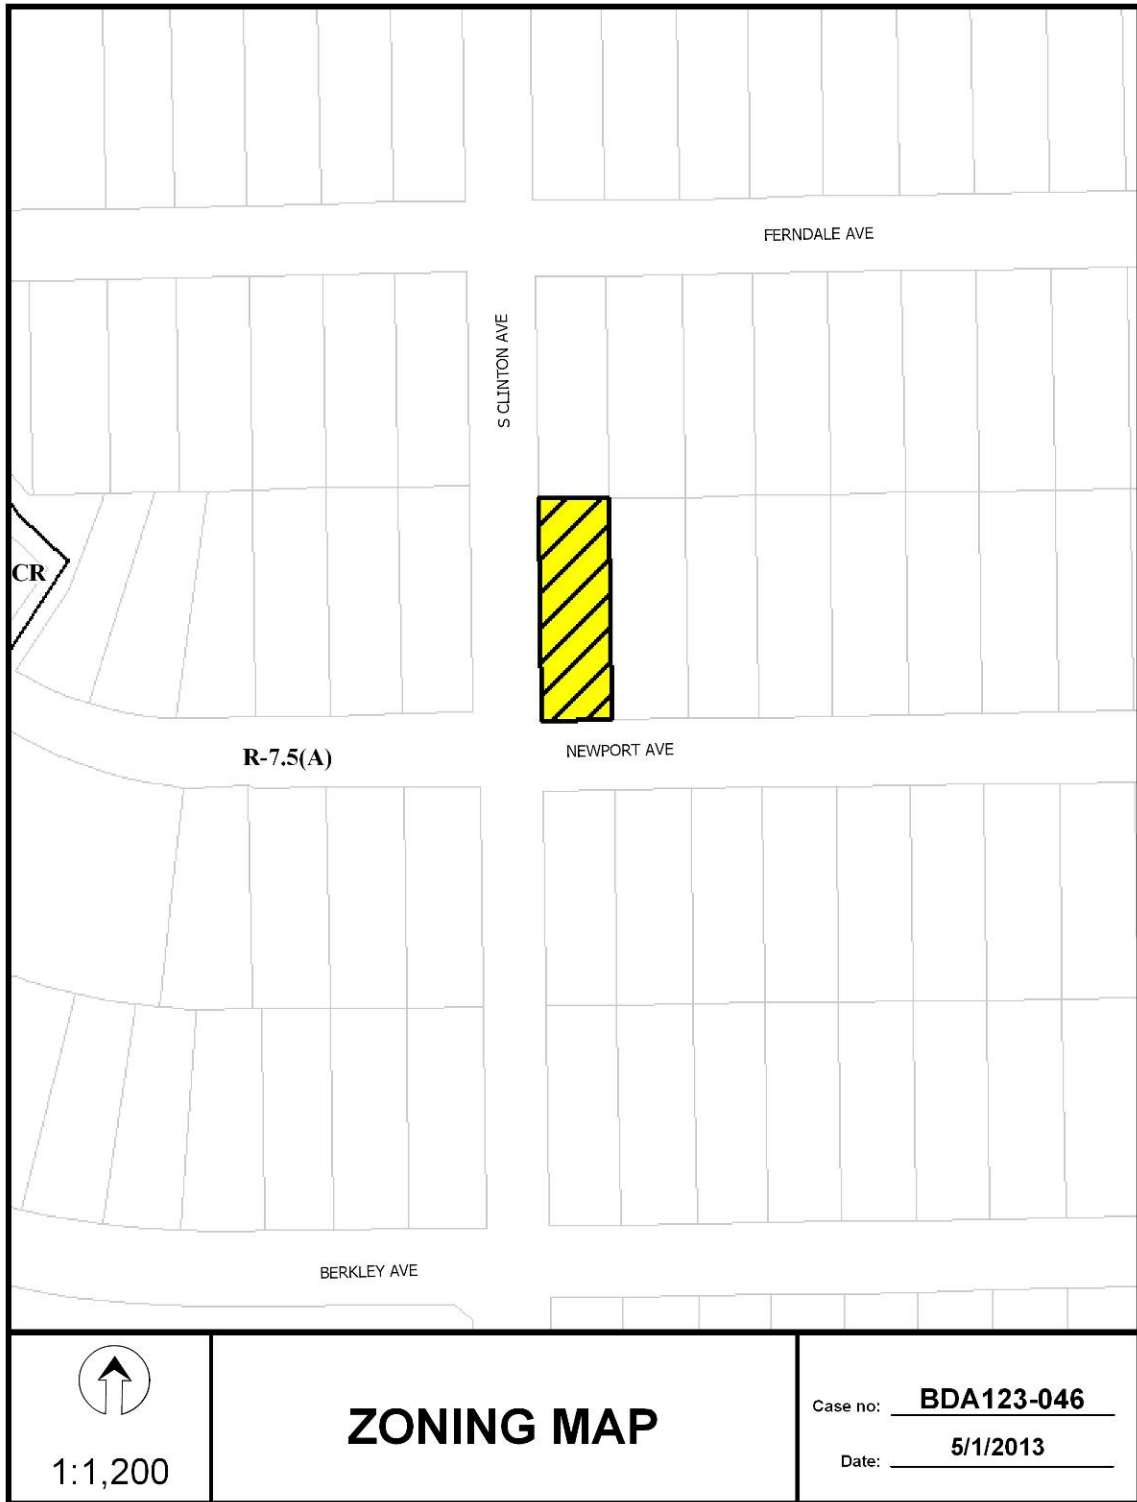 FERNDALE AVE
S CLINTON AVE
CR
NEWPORT AVE
R-7.5(A)
BERKLEY AVE
1:1,200
ZONING MAP
Case no: BDA123-046
Date: 5/1/2013